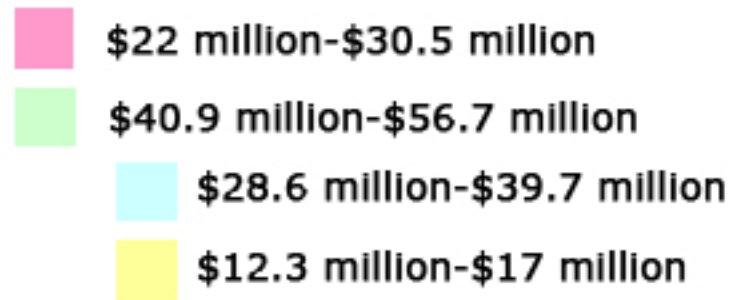 $22 million-$30.5 million
$40.9 million-$56.7 million
$28.6 million-$39.7 million
$12.3 million-$17 million